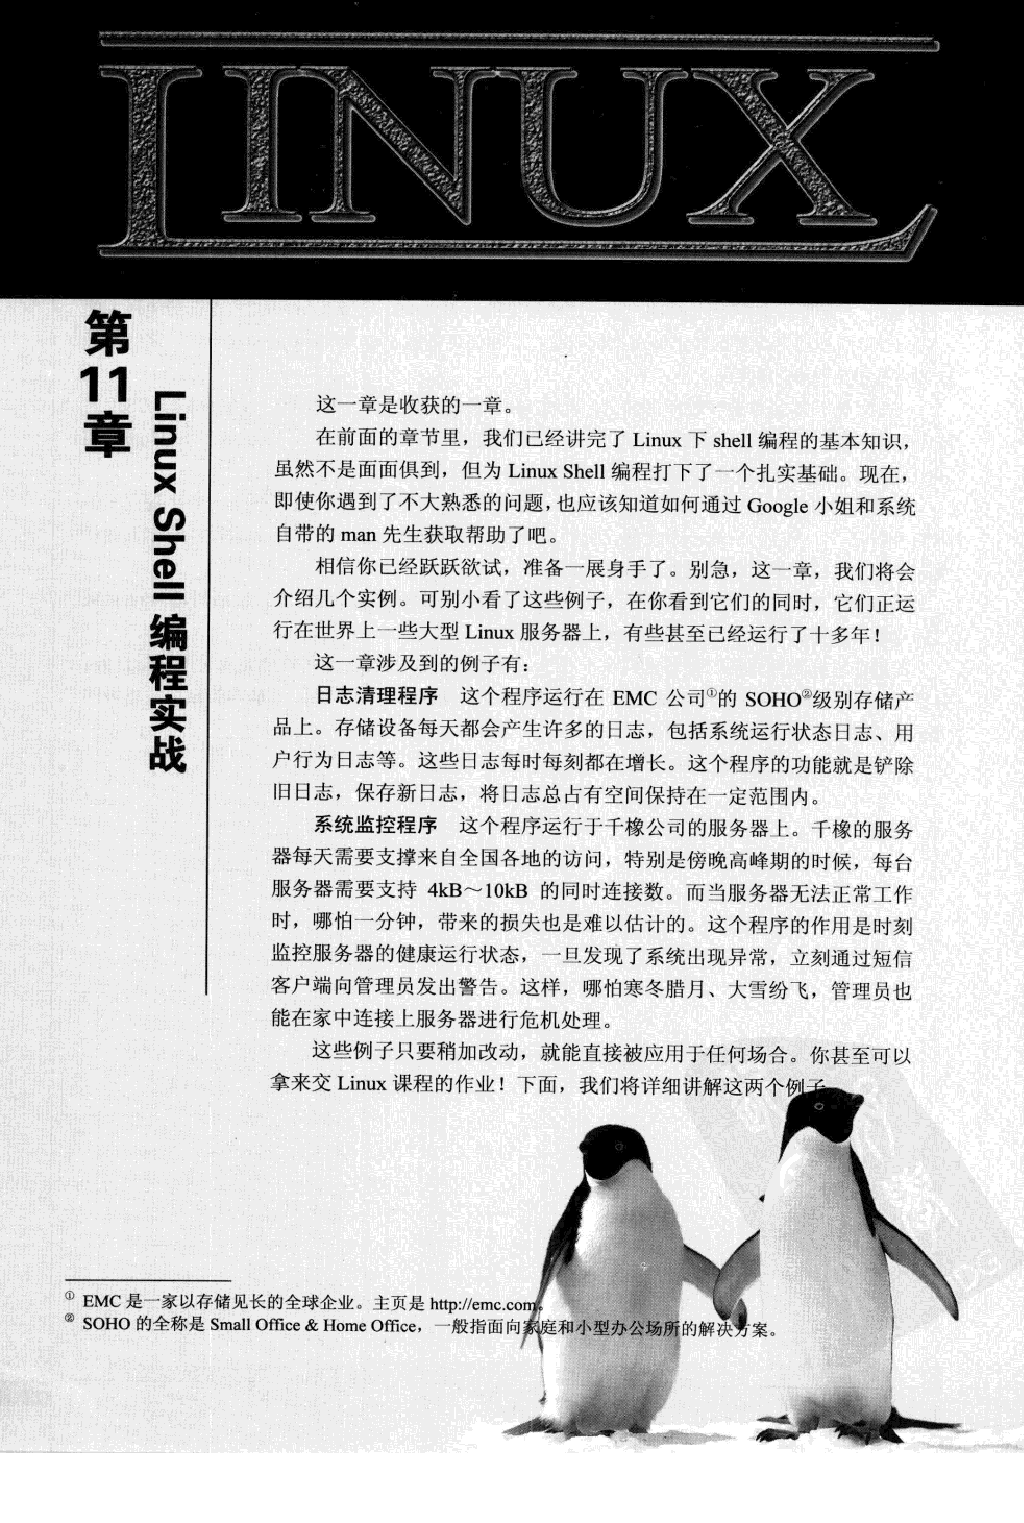 LINUX
第11章
Linux Shell 编程实战
这一章是收获的一章。
在前面的章节里，我们已经讲完了 Linux 下 shell 编程的基本知识，
虽然不是面面俱到，但为 Linux Shell 编程打下了一个扎实基础。现在，
即使你遇到了不大熟悉的问题，也应该知道如何通过 Google 小姐和系统
自带的 man 先生获取帮助了吧。
相信你已经跃跃欲试，准备一展身手了。别急，这一章，我们将会
介绍几个实例。可别小看了这些例子，在你看到它们的同时，它们正运
行在世界上一些大型 Linux 服务器上，有些甚至已经运行了十多年！
这一章涉及到的例子有：
日志清理程序 这个程序运行在 EMC 公司①的 SOHO②级别存储产
品上。存储设备每天都会产生许多的日志，包括系统运行状态日志、用
户行为日志等。这些日志每时每刻都在增长。这个程序的功能就是铲除
旧日志，保存新日志，将日志总占有空间保持在一定范围内。
系统监控程序 这个程序运行于千橡公司的服务器上。千橡的服务
器每天需要支撑来自全国各地的访问，特别是傍晚高峰期的时候，每台
服务器需要支持 4kB～10kB 的同时连接数。而当服务器无法正常工作
时，哪怕一分钟，带来的损失也是难以估计的。这个程序的作用是时刻
监控服务器的健康运行状态，一旦发现了系统出现异常，立刻通过短信
客户端向管理员发出警告。这样，哪怕寒冬腊月、大雪纷飞，管理员也
能在家中连接上服务器进行危机处理。
这些例子只要稍加改动，就能直接被应用于任何场合。你甚至可以
拿来交 Linux 课程的作业！下面，我们将详细讲解这两个例子
① EMC 是一家以存储见长的全球企业。主页是 http://emc.com。
② SOHO 的全称是 Small Office & Home Office，一般指面向家庭和小型办公场所的解决方案。